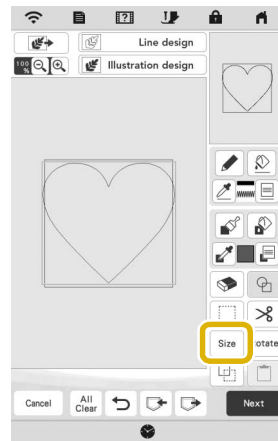 Line design
100 %
Illustration design
Size
otate
Cancel
All Clear
Next